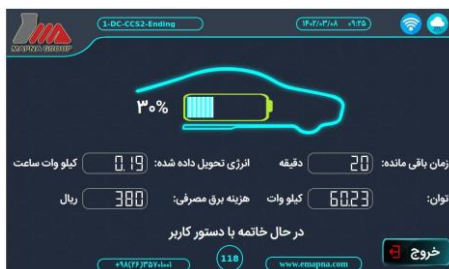 MAPNA GROUP
1-DC-CCS2-Ending
۱۴۰۲/۰۳/۰۸ ۰۹:۲۵
۳۰%
زمان باقی مانده: 20 دقیقه
انرژی تحویل داده شده: 0.19 کیلو وات ساعت
توان: 60.23 کیلو وات
هزینه برق مصرفی: 380 ریال
در حال خاتمه با دستور کاربر
خروج
118
www.emapna.com